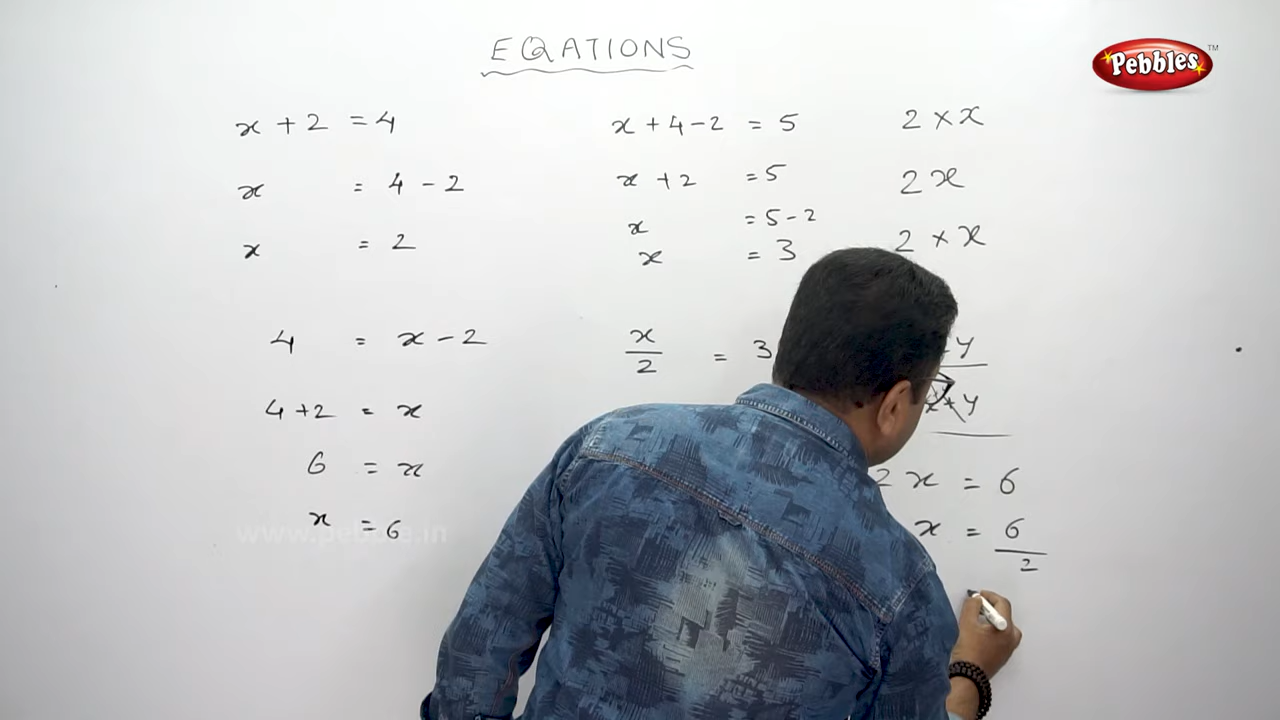 EQATIONS
Pebbles TM
x + 2 = 4
x = 4 - 2
x = 2
4 = x - 2
4 + 2 = x
6 = x
x = 6
www.pebbles.in
x + 4 - 2 = 5
x + 2 = 5
x = 5 - 2
x = 3
x/2 = 3
2 × x
2x
2 × x
y
y
2x = 6
x = 6/2